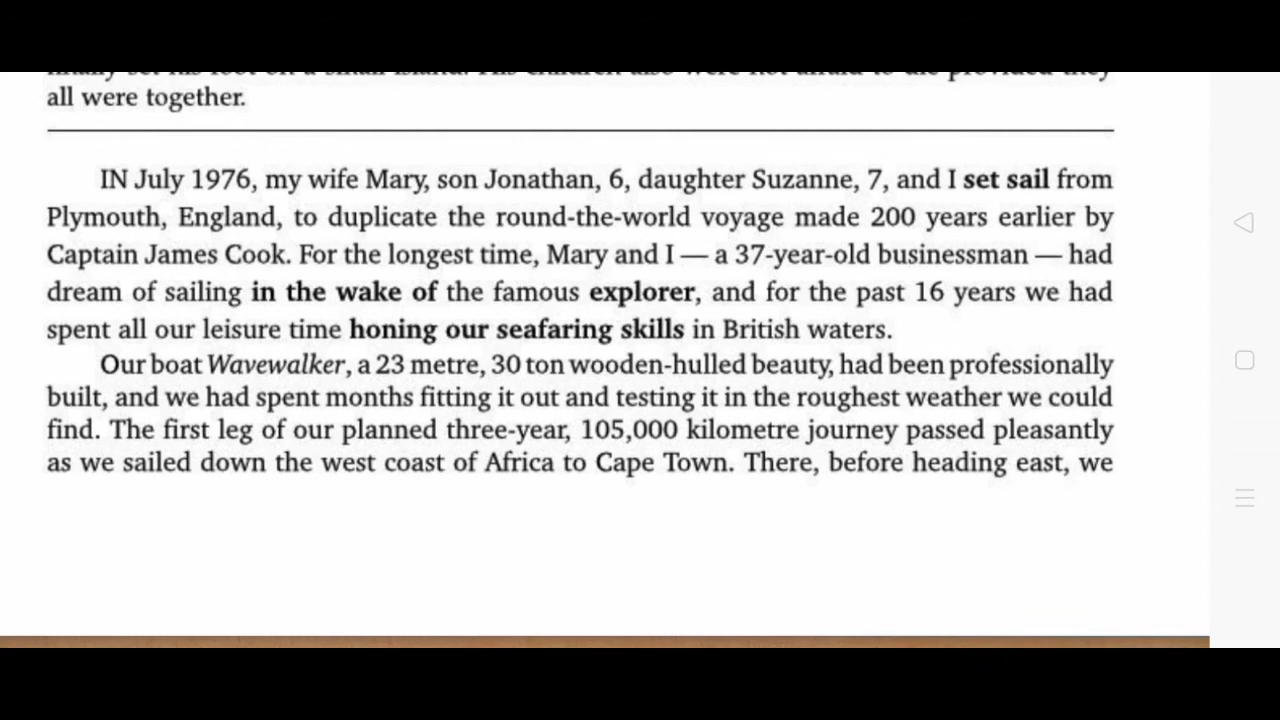 all were together.
IN July 1976, my wife Mary, son Jonathan, 6, daughter Suzanne, 7, and I set sail from
Plymouth, England, to duplicate the round-the-world voyage made 200 years earlier by
Captain James Cook. For the longest time, Mary and I — a 37-year-old businessman — had
dream of sailing in the wake of the famous explorer, and for the past 16 years we had
spent all our leisure time honing our seafaring skills in British waters.
Our boat Wavewalker, a 23 metre, 30 ton wooden-hulled beauty, had been professionally
built, and we had spent months fitting it out and testing it in the roughest weather we could
find. The first leg of our planned three-year, 105,000 kilometre journey passed pleasantly
as we sailed down the west coast of Africa to Cape Town. There, before heading east, we